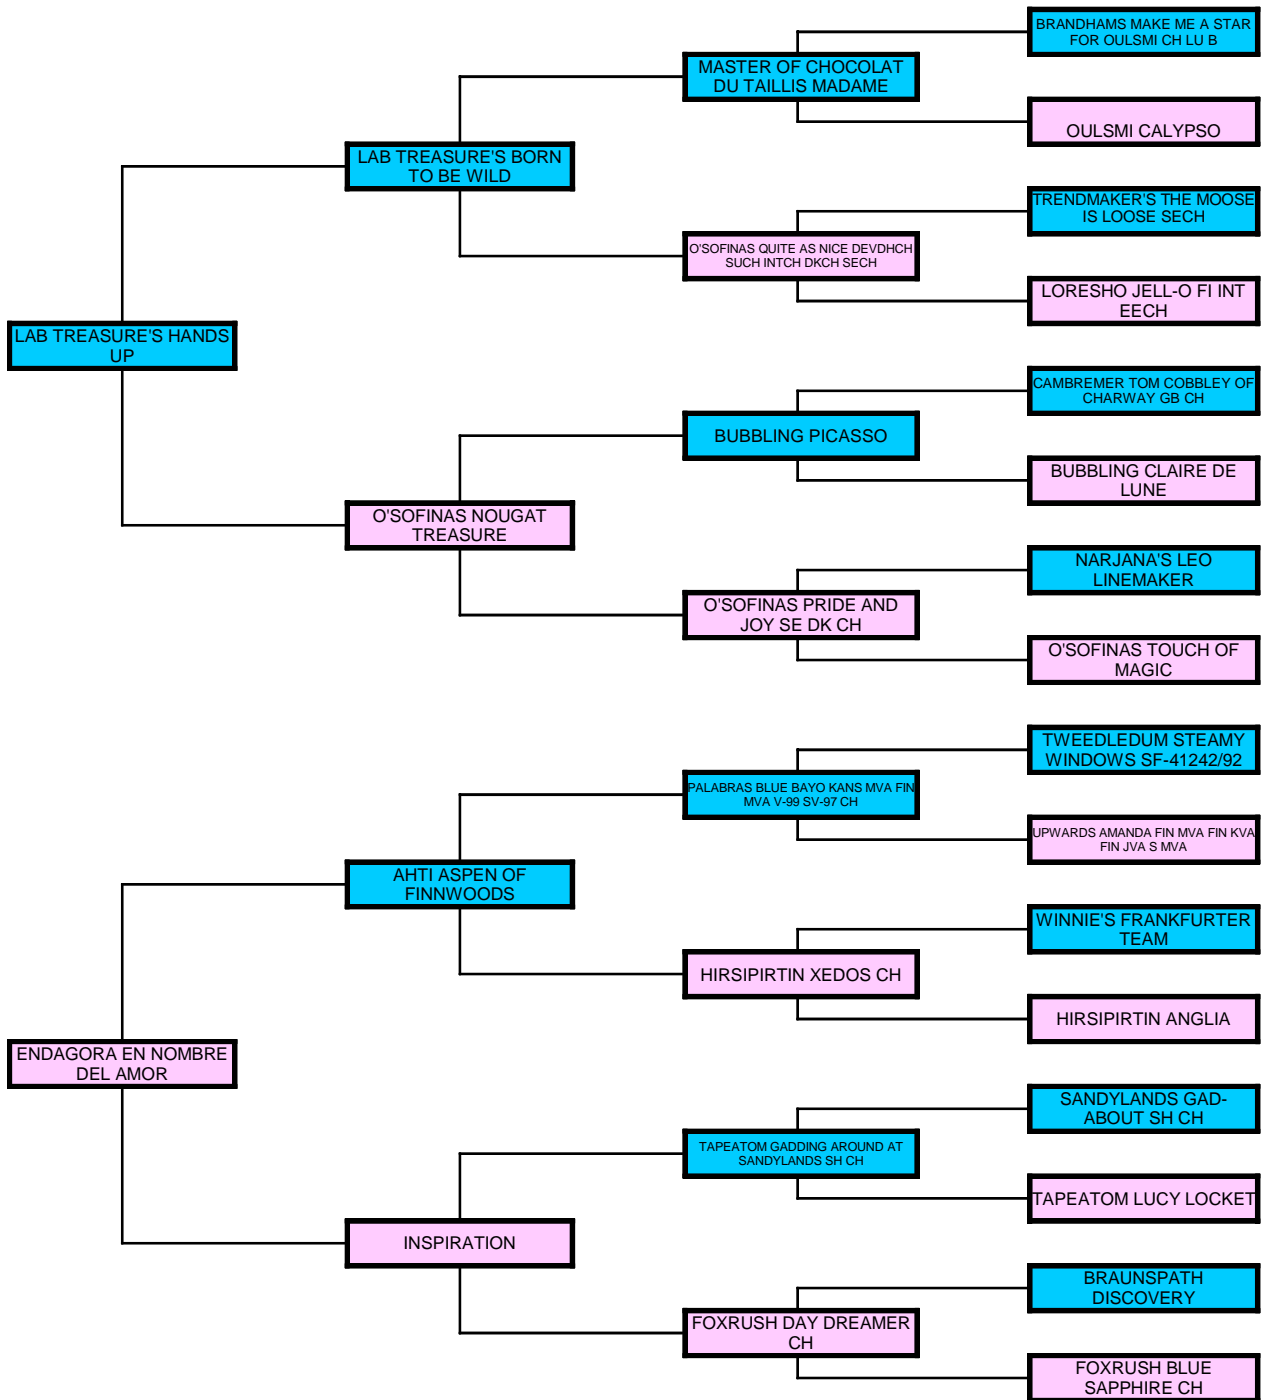 BRANDHAMS MAKE ME A STAR
FOR OULSMI CH LU B
MASTER OF CHOCOLAT
DU TAILLIS MADAME
OULSMI CALYPSO
LAB TREASURE'S BORN
TO BE WILD
TRENDMAKER'S THE MOOSE
IS LOOSE SECH
O'SOFINAS QUITE AS NICE DEVDHCH
SUCH INTCH DKCH SECH
LORESHO JELL-O FI INT
EECH
LAB TREASURE'S HANDS
UP
CAMBREMER TOM COBBLEY OF
CHARWAY GB CH
BUBBLING PICASSO
BUBBLING CLAIRE DE
LUNE
O'SOFINAS NOUGAT
TREASURE
NARJANA'S LEO
LINEMAKER
O'SOFINAS PRIDE AND
JOY SE DK CH
O'SOFINAS TOUCH OF
MAGIC
TWEEDLEDUM STEAMY
WINDOWS SF-41242/92
PALABRAS BLUE BAYO KANS MVA FIN
MVA V-99 SV-97 CH
UPWARDS AMANDA FIN MVA FIN KVA
FIN JVA S MVA
AHTI ASPEN OF
FINNWOODS
WINNIE'S FRANKFURTER
TEAM
HIRSIPIRTIN XEDOS CH
HIRSIPIRTIN ANGLIA
ENDAGORA EN NOMBRE
DEL AMOR
SANDYLANDS GAD-
ABOUT SH CH
TAPEATOM GADDING AROUND AT
SANDYLANDS SH CH
TAPEATOM LUCY LOCKET
INSPIRATION
BRAUNSPATH
DISCOVERY
FOXRUSH DAY DREAMER
CH
FOXRUSH BLUE
SAPPHIRE CH